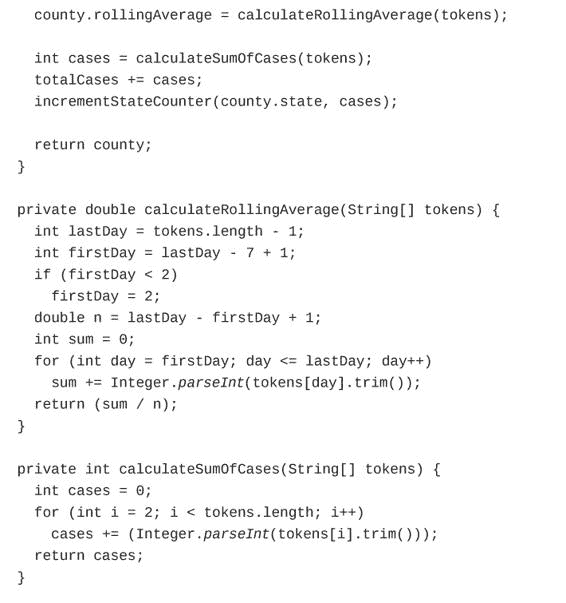 county.rollingAverage = calculateRollingAverage(tokens);
int cases = calculateSumOfCases(tokens);
totalCases += cases;
incrementStateCounter(county.state, cases);
return county;
}
private double calculateRollingAverage(String[] tokens) {
int lastDay = tokens.length - 1;
int firstDay = lastDay - 7 + 1;
if (firstDay < 2)
firstDay = 2;
double n = lastDay - firstDay + 1;
int sum = 0;
for (int day = firstDay; day <= lastDay; day++)
sum += Integer.parseInt(tokens[day].trim());
return (sum / n);
}
private int calculateSumOfCases(String[] tokens) {
int cases = 0;
for (int i = 2; i < tokens.length; i++)
cases += (Integer.parseInt(tokens[i].trim()));
return cases;
}